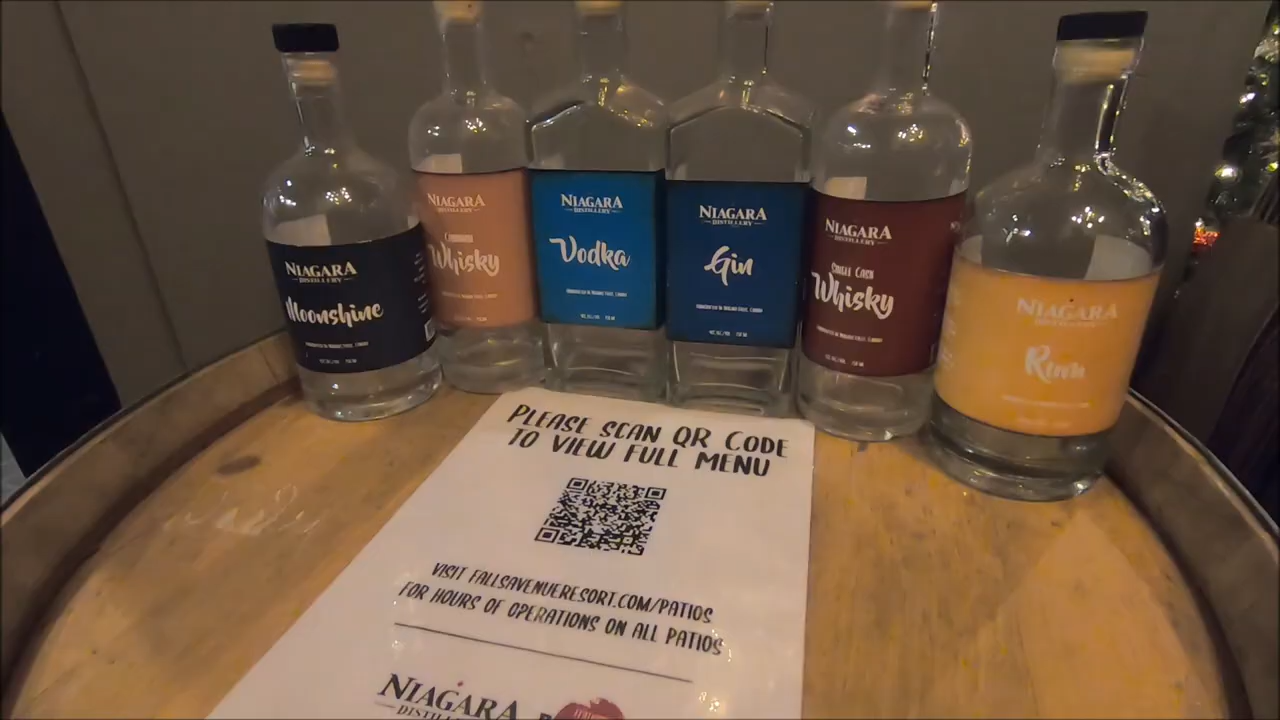 NIAGARA
DISTILLERY
Moonshine
NIAGARA
DISTILLERY
Whisky
NIAGARA
DISTILLERY
Vodka
NIAGARA
DISTILLERY
Gin
NIAGARA
DISTILLERY
SINGLE CASK
Whisky
NIAGARA
DISTILLERY
Rum
PLEASE SCAN QR CODE
TO VIEW FULL MENU
VISIT FALLSAVENUERESORT.COM/PATIOS
FOR HOURS OF OPERATIONS ON ALL PATIOS
NIAGARA
DISTILLERY